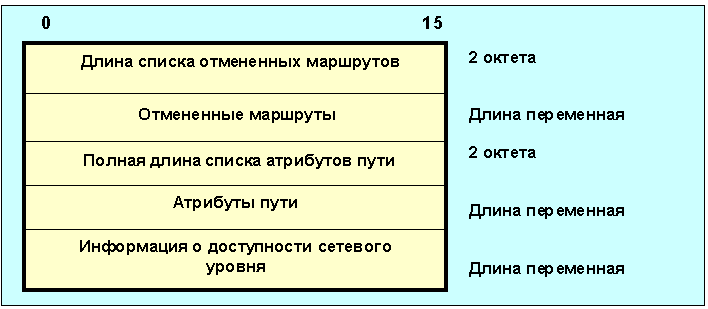 0 15
Длина списка отмененных маршрутов 2 октета
Отмененные маршруты Длина переменная
Полная длина списка атрибутов пути 2 октета
Атрибуты пути Длина переменная
Информация о доступности сетевого
уровня Длина переменная